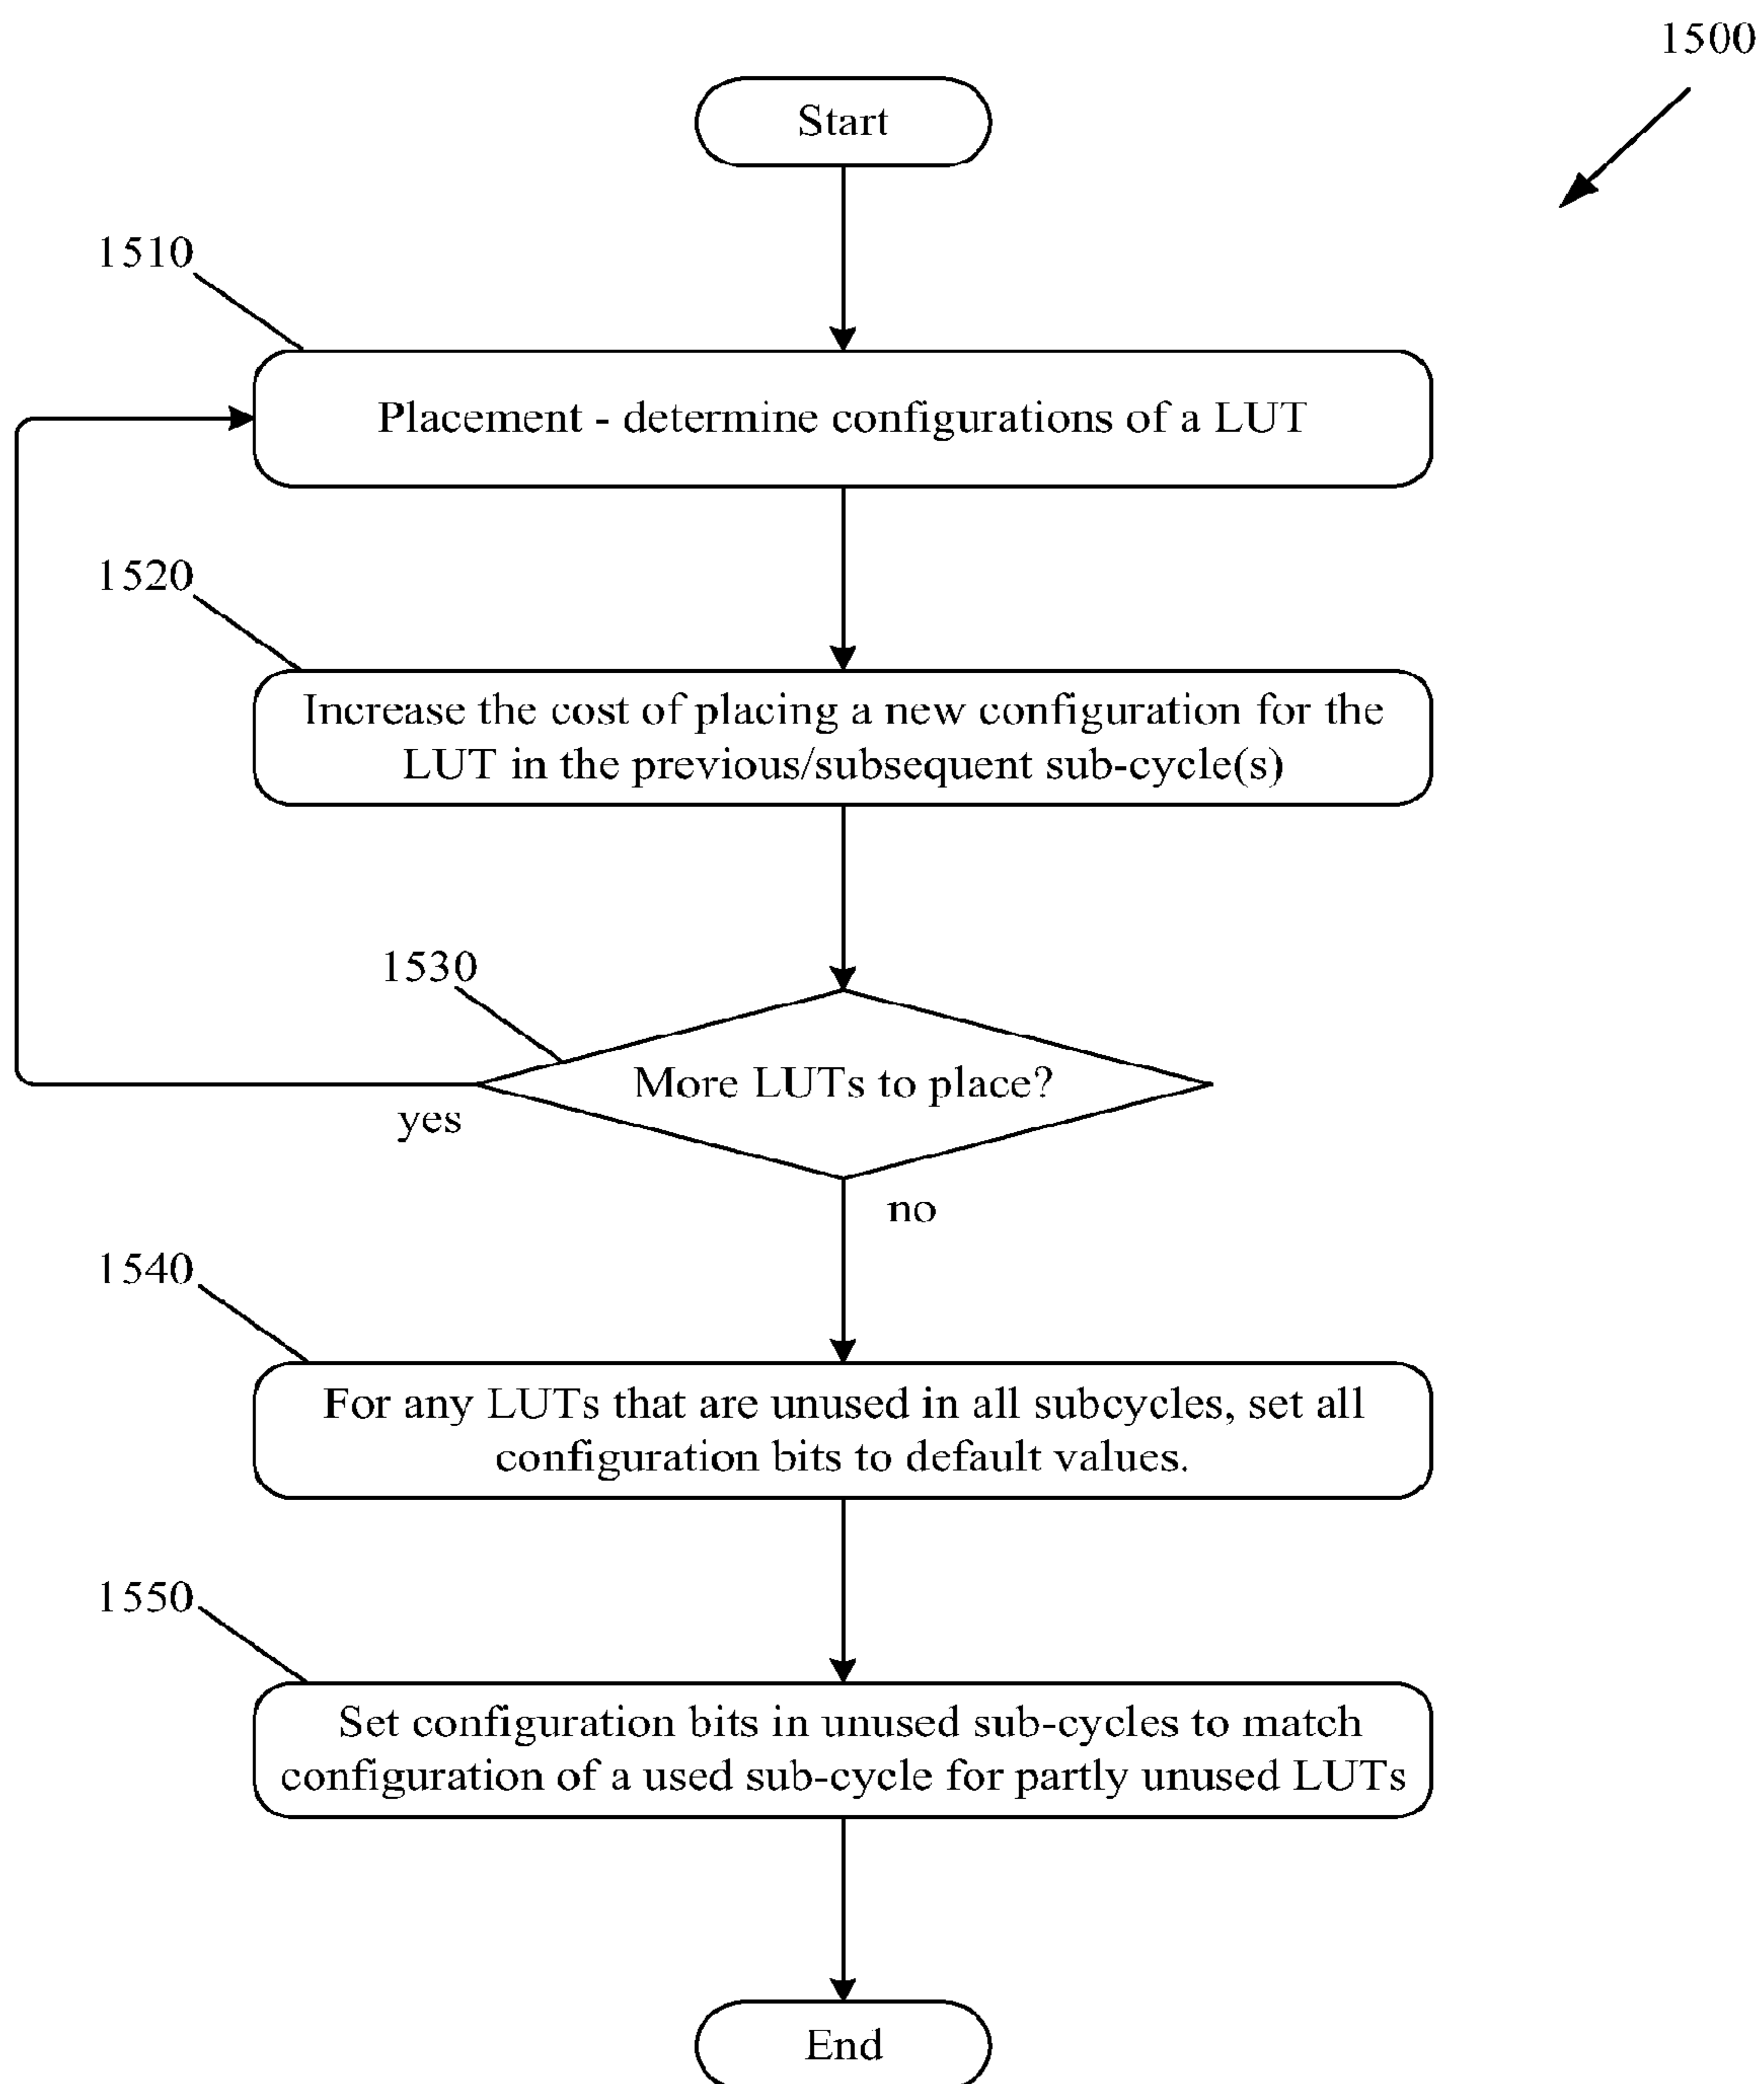 1500
Start
1510
Placement - determine configurations of a LUT
1520
Increase the cost of placing a new configuration for the
LUT in the previous/subsequent sub-cycle(s)
1530
More LUTs to place?
yes
no
1540
For any LUTs that are unused in all subcycles, set all
configuration bits to default values.
1550
Set configuration bits in unused sub-cycles to match
configuration of a used sub-cycle for partly unused LUTs
End